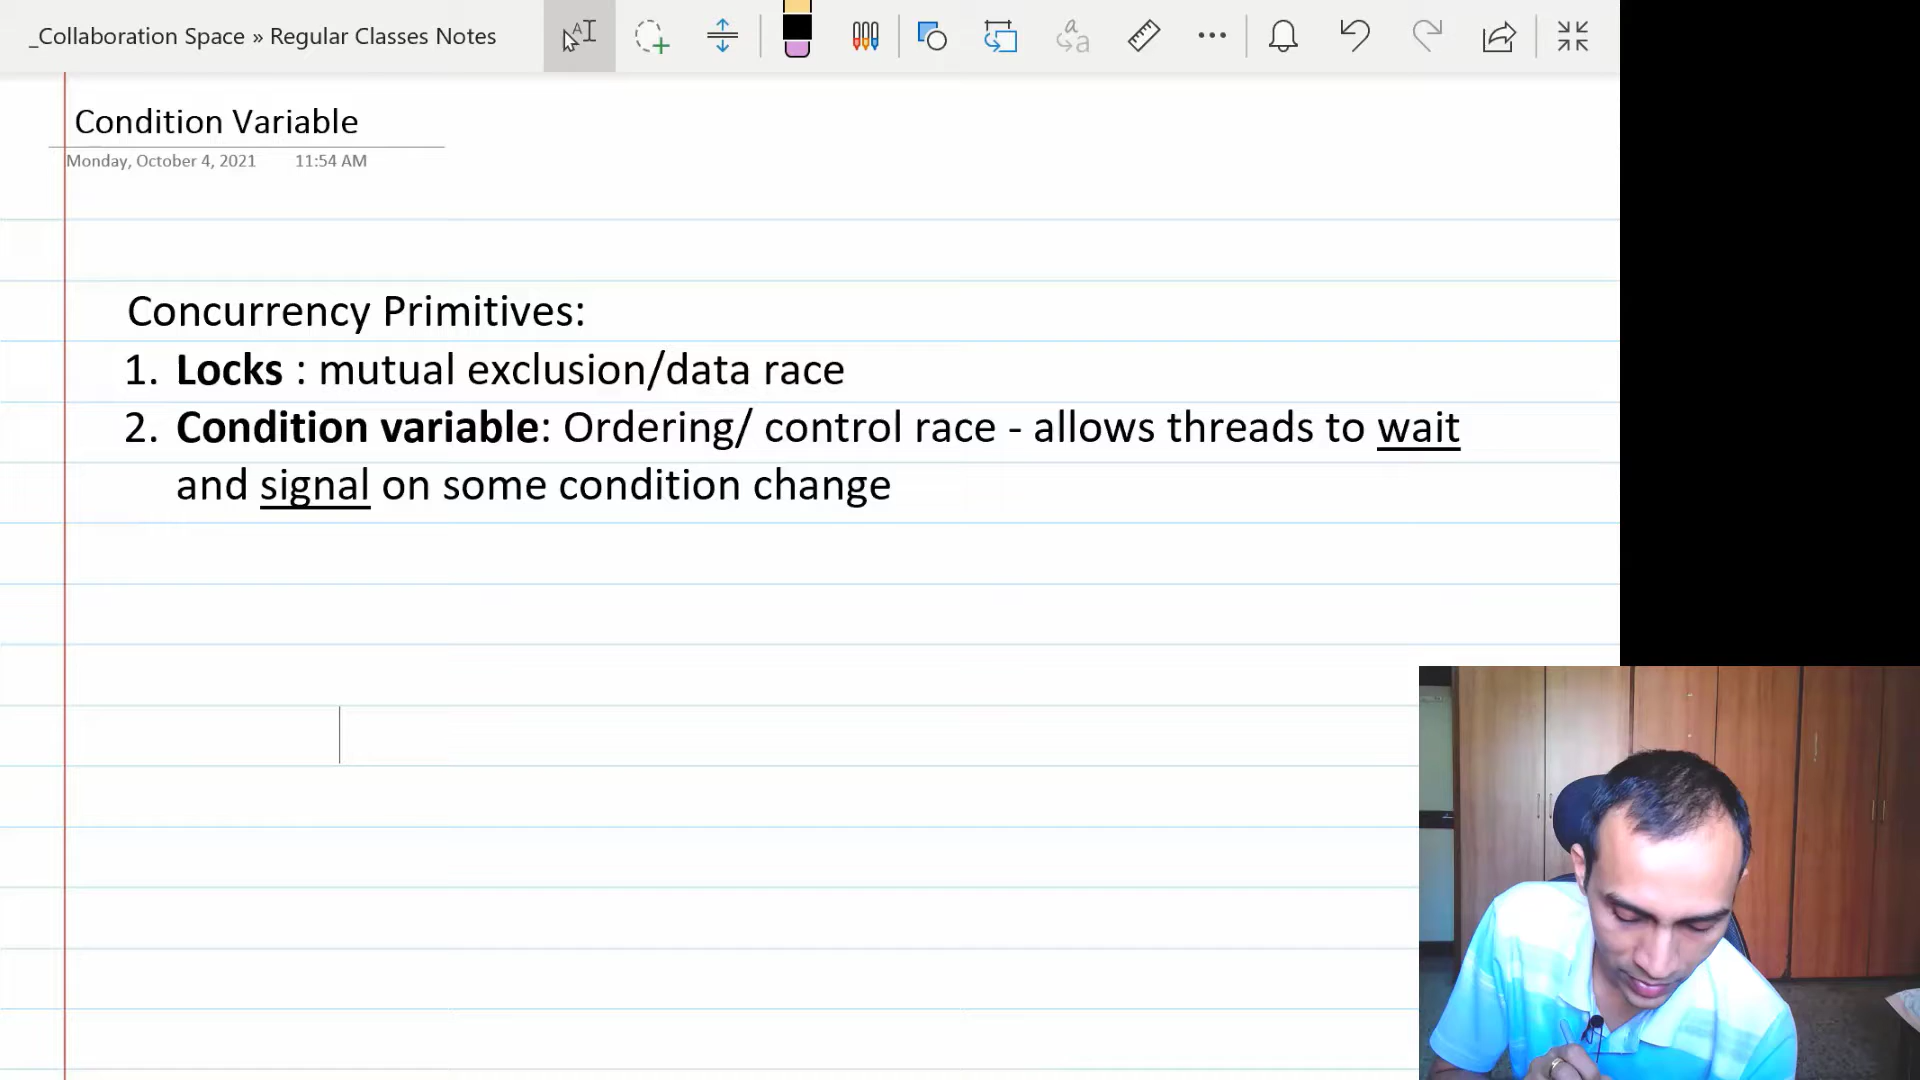 _Collaboration Space » Regular Classes Notes
Condition Variable
Monday, October 4, 2021 11:54 AM
Concurrency Primitives:
1. Locks : mutual exclusion/data race
2. Condition variable: Ordering/ control race - allows threads to wait
and signal on some condition change